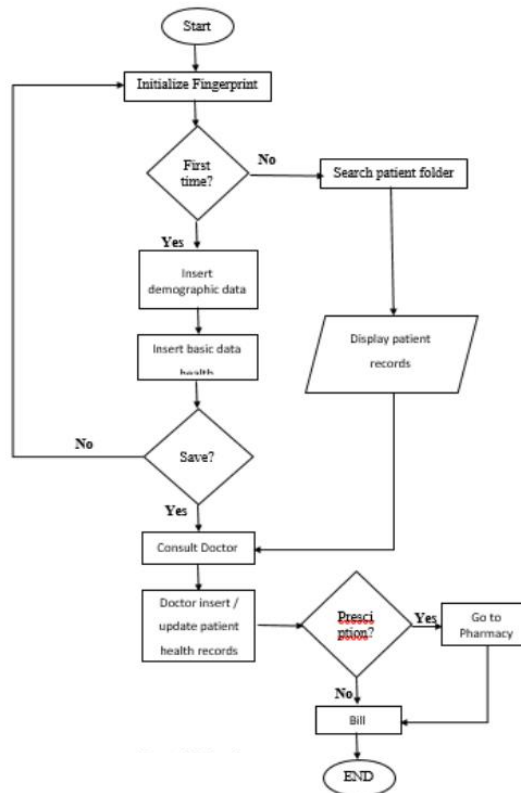 Start
Initialize Fingerprint
First
time?
No
Search patient folder
Yes
Insert
demographic data
Insert basic data
Display patient
records
No
Save?
Yes
Consult Doctor
Doctor insert /
update patient
health records
Presci
ption?
Yes
Go to
Pharmacy
No
Bill
END